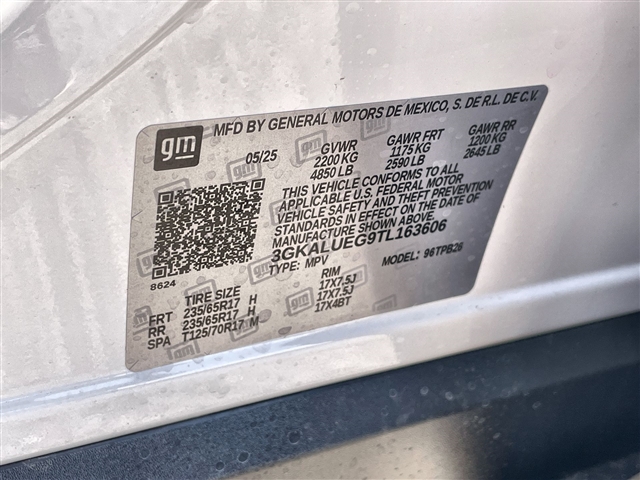 gm
MFD BY GENERAL MOTORS DE MEXICO, S. DE R.L. DE C.V.
05/25 GVWR GAWR FRT GAWR RR
2200 KG 1175 KG 1200 KG
4850 LB 2590 LB 2645 LB
THIS VEHICLE CONFORMS TO ALL
APPLICABLE U.S. FEDERAL MOTOR
VEHICLE SAFETY AND THEFT PREVENTION
STANDARDS IN EFFECT ON THE DATE OF
MANUFACTURE SHOWN ABOVE.
3GKALUEG9TL163606
TYPE: MPV MODEL: 96TPB26
8624
TIRE SIZE RIM
FRT 235/65R17 H 17X7.5J
RR 235/65R17 H 17X7.5J
SPA T125/70R17 M 17X4BT